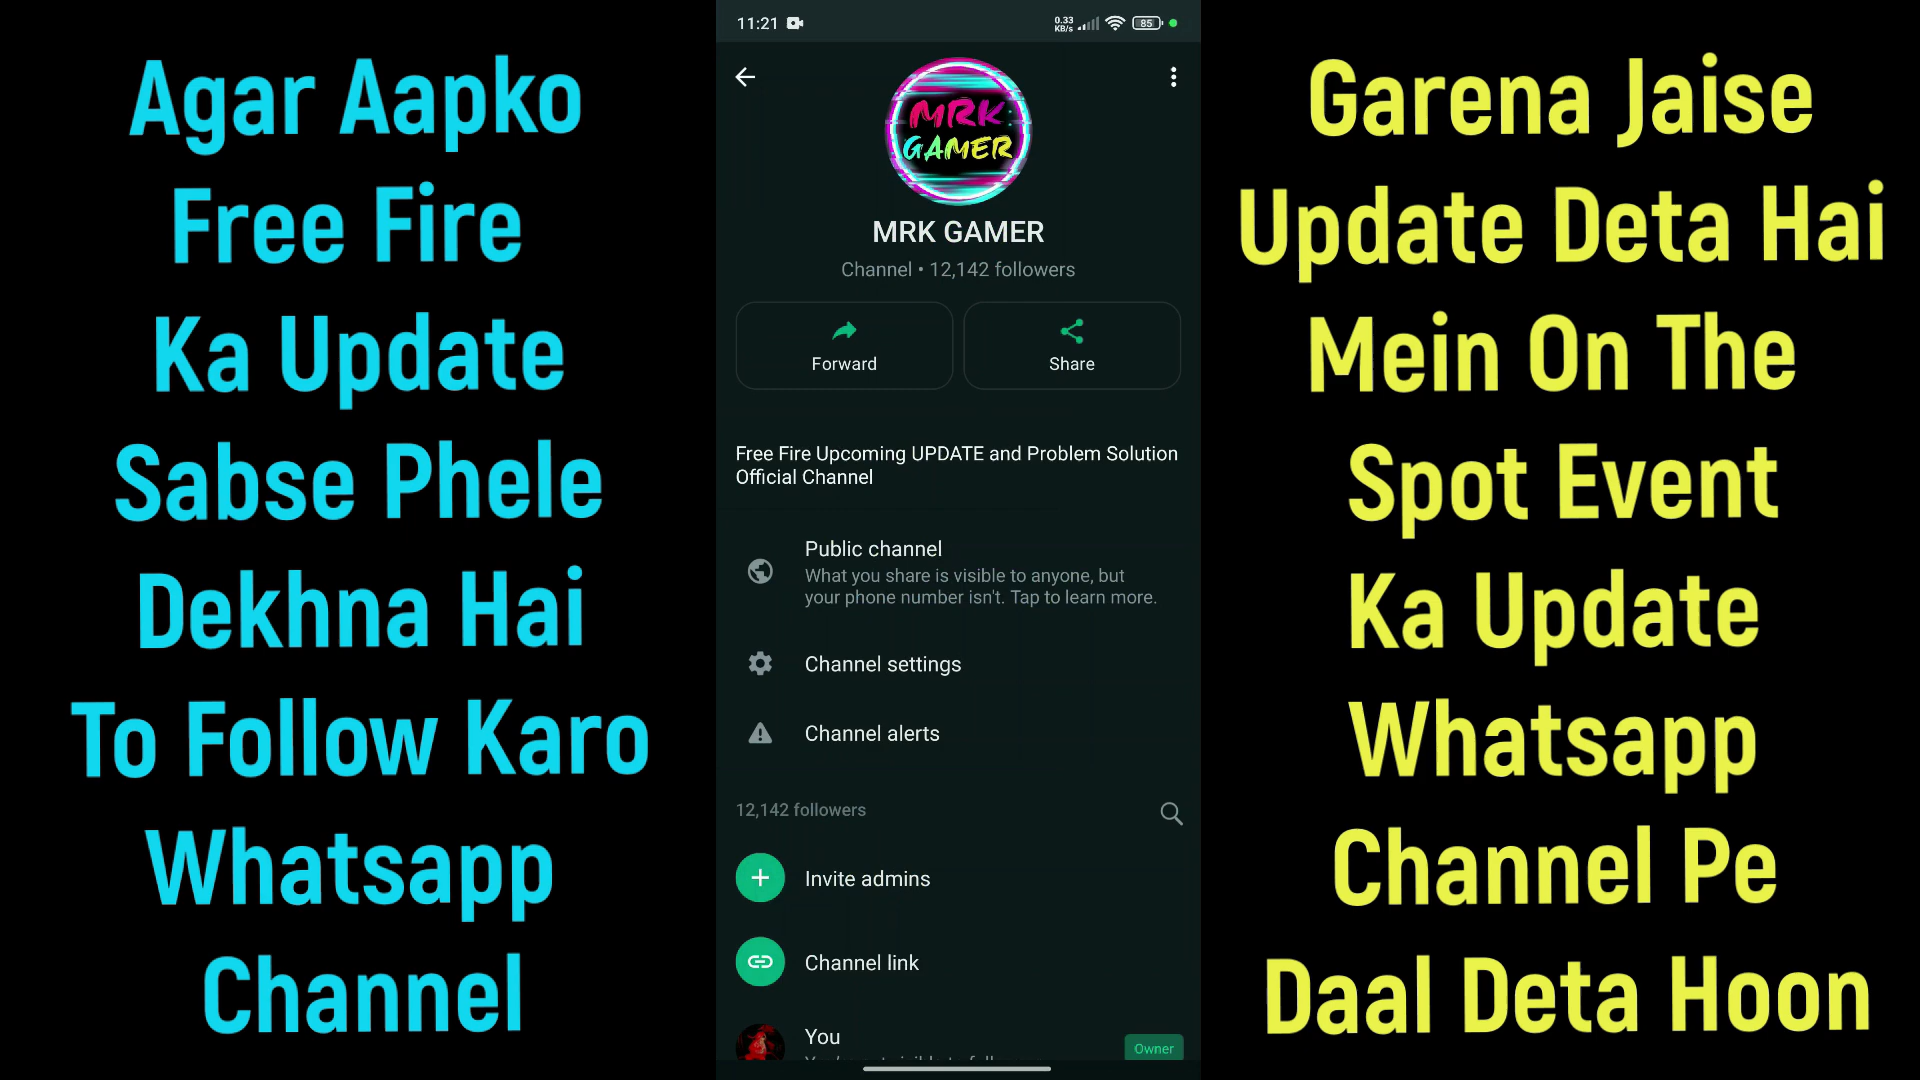 Agar Aapko
Free Fire
Ka Update
Sabse Phele
Dekhna Hai
To Follow Karo
Whatsapp
Channel
11:21
0.33
KB/s
85
MRK
GAMER
MRK GAMER
Channel • 12,142 followers
Forward
Share
Free Fire Upcoming UPDATE and Problem Solution
Official Channel
Public channel
What you share is visible to anyone, but
your phone number isn't. Tap to learn more.
Channel settings
Channel alerts
12,142 followers
Invite admins
Channel link
You
Owner
Garena Jaise
Update Deta Hai
Mein On The
Spot Event
Ka Update
Whatsapp
Channel Pe
Daal Deta Hoon